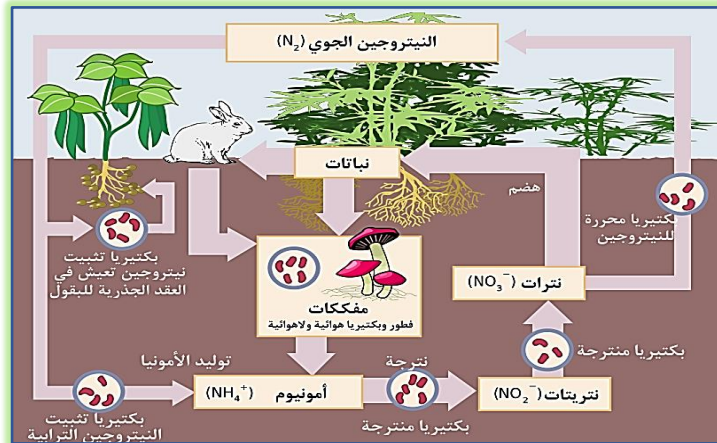 النيتروجين الجوي (N₂)
نباتات
هضم
بكتيريا محررة
للنيتروجين
بكتيريا تثبيت
نيتروجين تعيش في
العقد الجذرية للبقول
مفككات
فطور وبكتيريا هوائية ولاهوائية
نترات (NO₃⁻)
بكتيريا منترجة
توليد الأمونيا
أمونيوم (NH₄⁺)
نترجة
نتريتات (NO₂⁻)
بكتيريا تثبيت
النيتروجين الترابية
بكتيريا منترجة